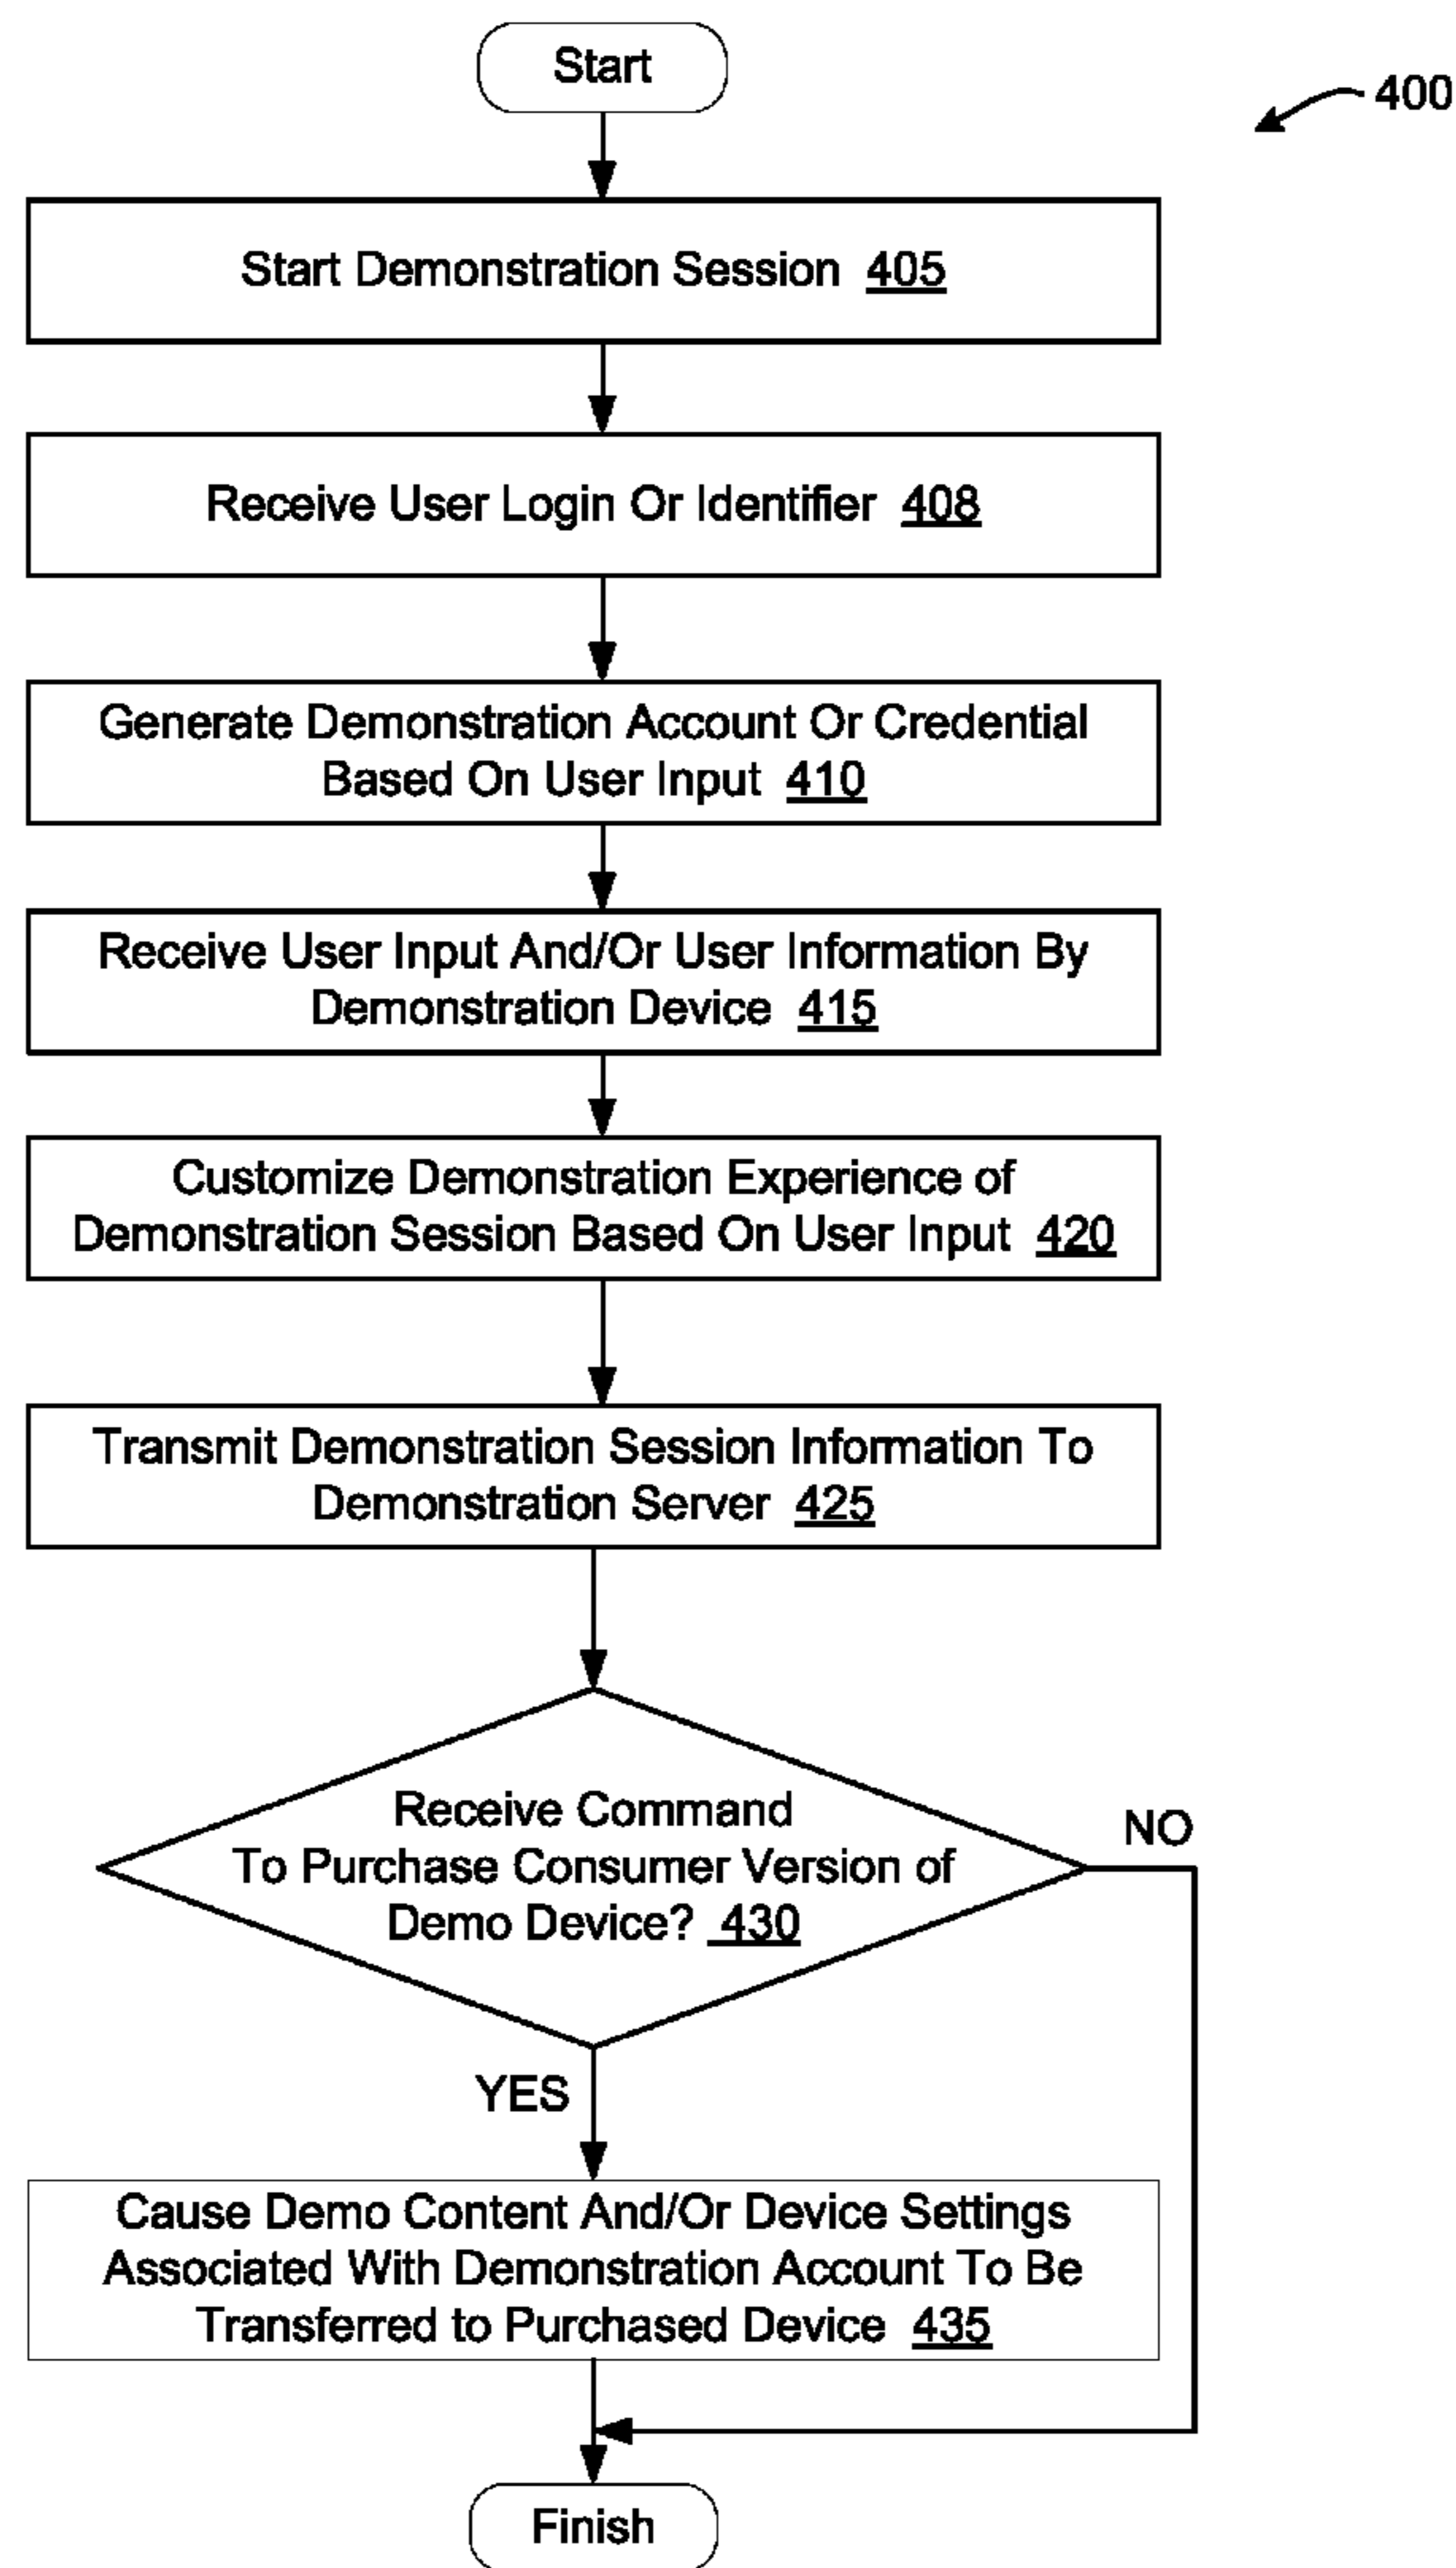 Start
400
Start Demonstration Session 405
Receive User Login Or Identifier 408
Generate Demonstration Account Or Credential
Based On User Input 410
Receive User Input And/Or User Information By
Demonstration Device 415
Customize Demonstration Experience of
Demonstration Session Based On User Input 420
Transmit Demonstration Session Information To
Demonstration Server 425
Receive Command
To Purchase Consumer Version of
Demo Device? 430
NO
YES
Cause Demo Content And/Or Device Settings
Associated With Demonstration Account To Be
Transferred to Purchased Device 435
Finish